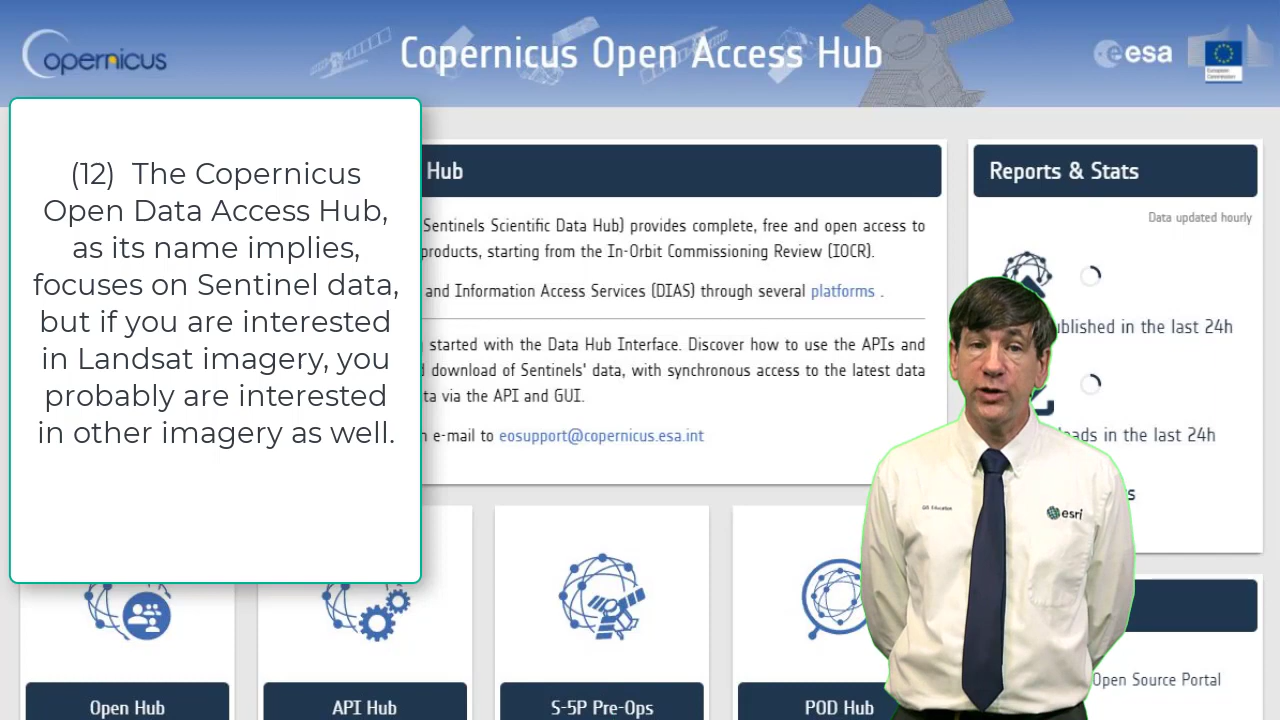 opernicus
Copernicus Open Access Hub
esa
European
Commission
(12) The Copernicus
Open Data Access Hub,
as its name implies,
focuses on Sentinel data,
but if you are interested
in Landsat imagery, you
probably are interested
in other imagery as well.
Hub
Sentinels Scientific Data Hub) provides complete, free and open access to
products, starting from the In-Orbit Commissioning Review (IOCR).
and Information Access Services (DIAS) through several platforms .
started with the Data Hub Interface. Discover how to use the APIs and
download of Sentinels' data, with synchronous access to the latest data
via the API and GUI.
e-mail to eosupport@copernicus.esa.int
Reports & Stats
Data updated hourly
in the last 24h
in the last 24h
esri
Open Source Portal
Open Hub
API Hub
S-5P Pre-Ops
POD Hub